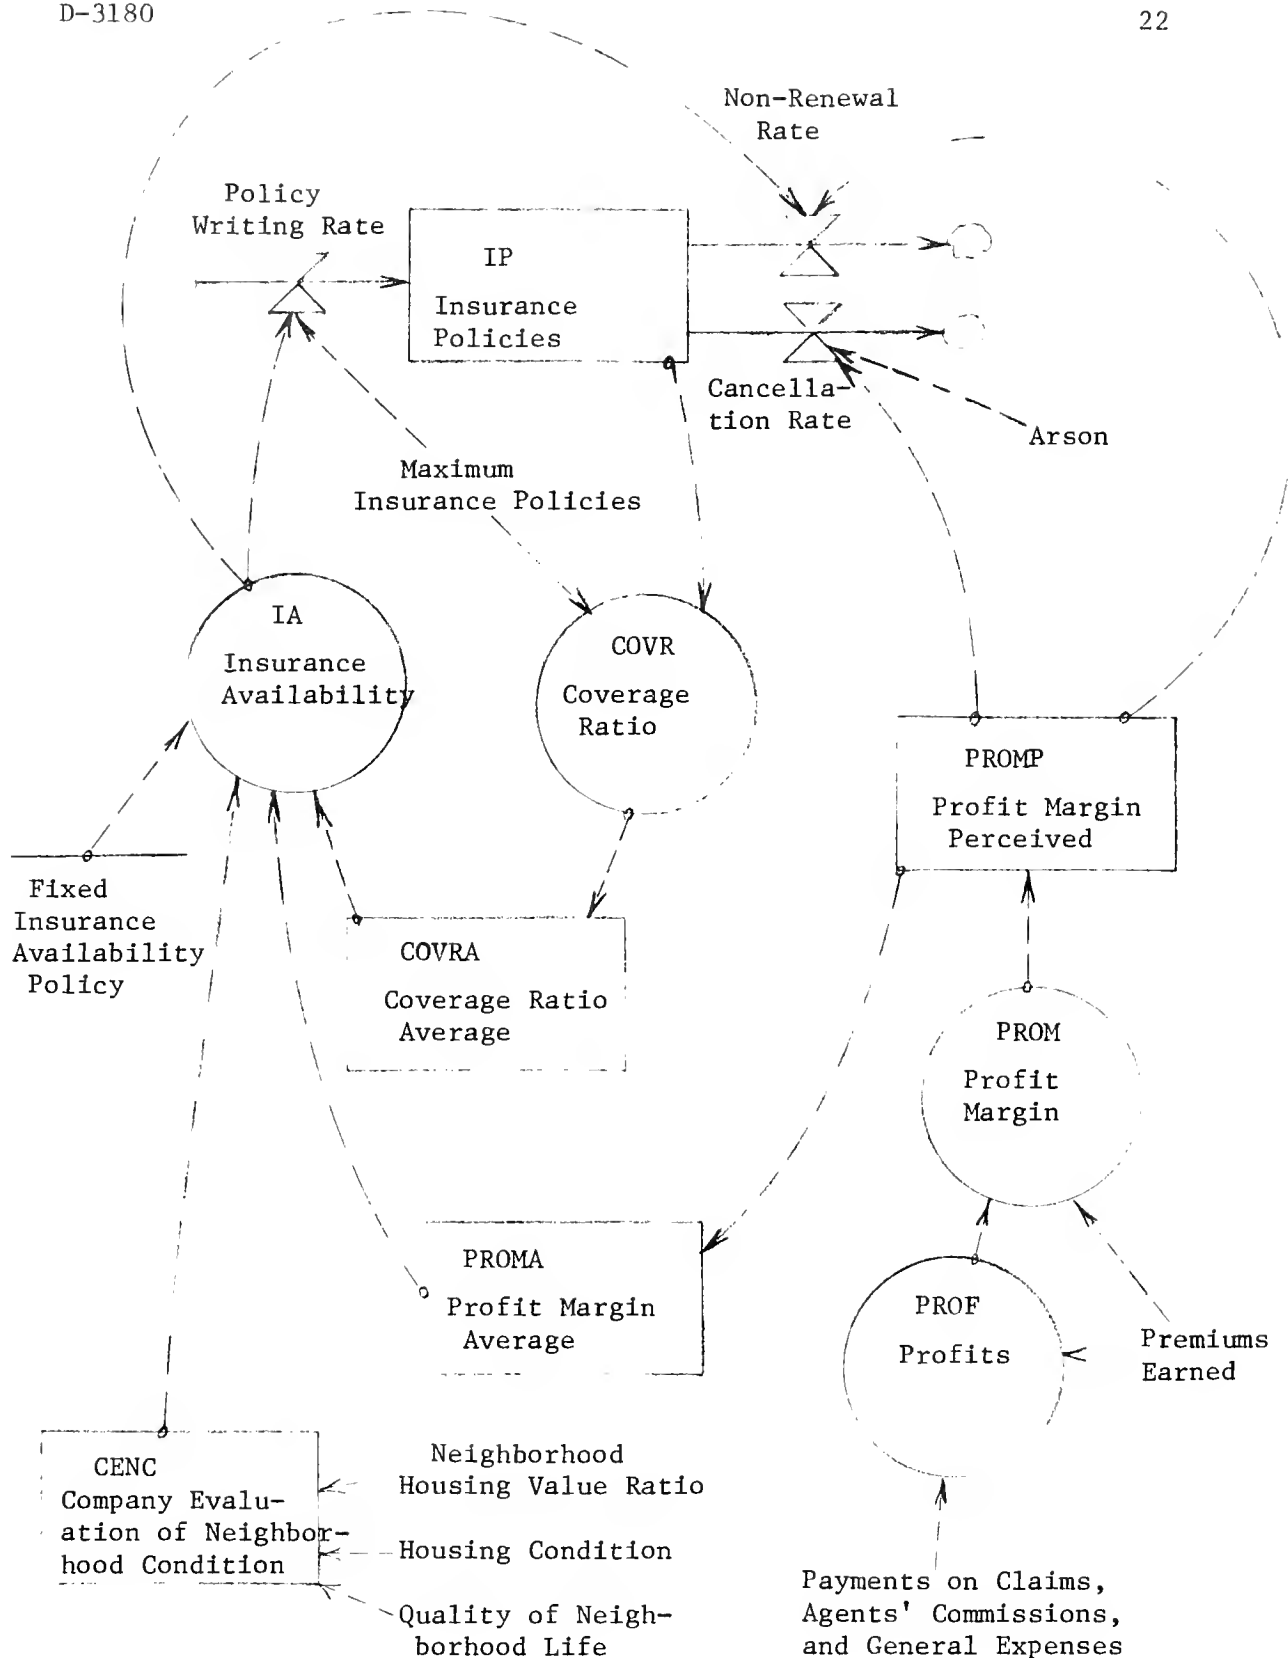 D-3180
22
Non-Renewal
Rate
Policy
Writing Rate
IP
Insurance
Policies
Cancella-
tion Rate
Arson
Maximum
Insurance Policies
IA
Insurance
Availability
COVR
Coverage
Ratio
PROMP
Profit Margin
Perceived
Fixed
Insurance
Availability
Policy
COVRA
Coverage Ratio
Average
PROM
Profit
Margin
PROMA
Profit Margin
Average
PROF
Profits
Premiums
Earned
CENC
Company Evalu-
ation of Neighbor-
hood Condition
Neighborhood
Housing Value Ratio
Housing Condition
Quality of Neigh-
borhood Life
Payments on Claims,
Agents' Commissions,
and General Expenses